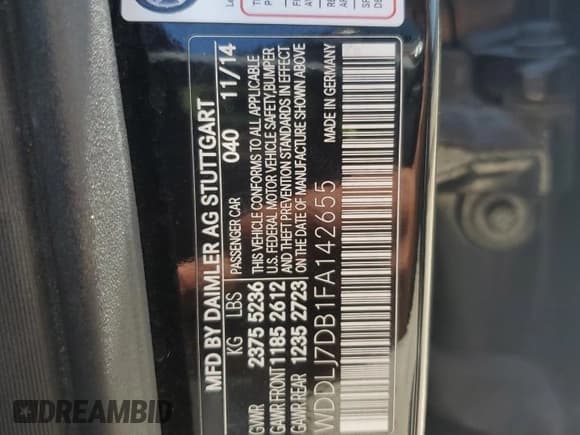 MFD BY DAIMLER AG STUTTGART
PASSENGER CAR 040 11/14
KG LBS
GVWR 2375 5236
GAWR FRONT 1185 2612
GAWR REAR 1235 2723
THIS VEHICLE CONFORMS TO ALL APPLICABLE
U.S. FEDERAL MOTOR VEHICLE SAFETY, BUMPER
AND THEFT PREVENTION STANDARDS IN EFFECT
ON THE DATE OF MANUFACTURE SHOWN ABOVE
WDDLJ7DB1FA142655
MADE IN GERMANY
DREAMBID